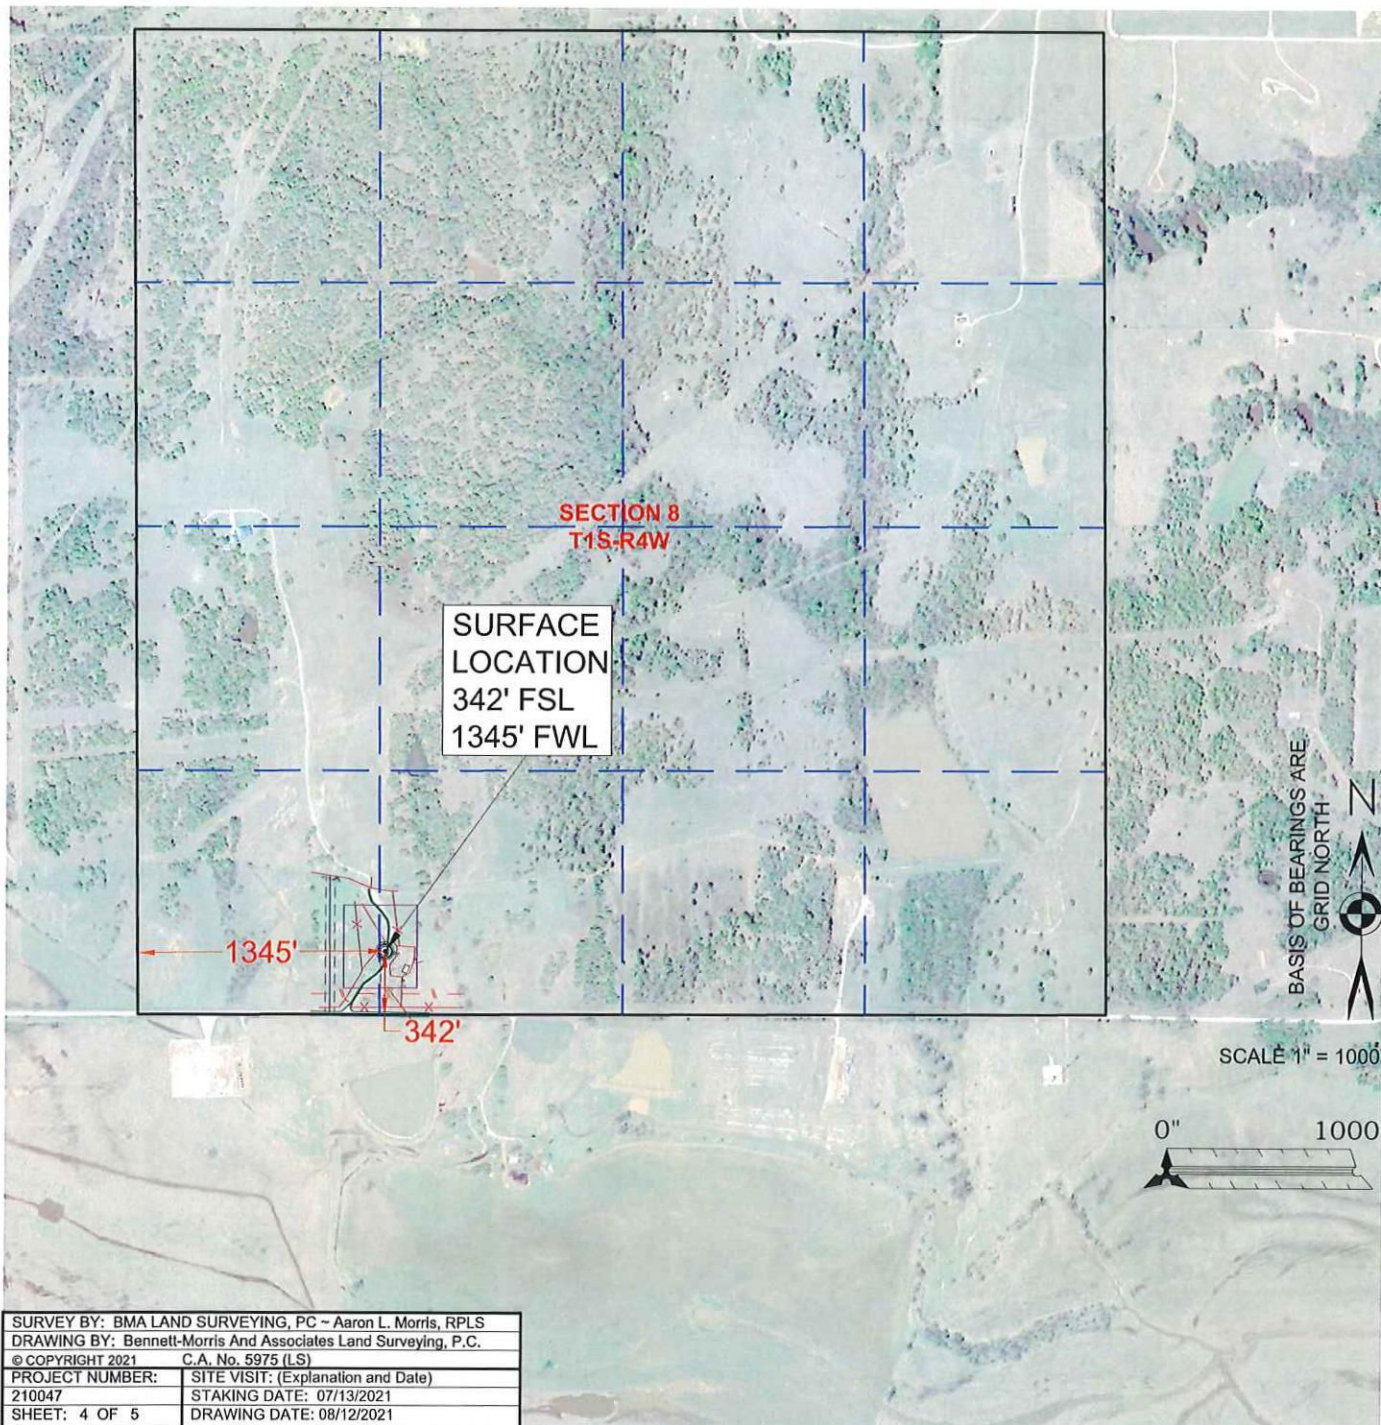 SECTION 8
T1S-R4W
SURFACE
LOCATION
342' FSL
1345' FWL
1345'
342'
BASIS OF BEARINGS ARE
GRID NORTH
N
SCALE 1" = 1000
0"
1000
SURVEY BY: BMA LAND SURVEYING, PC ~ Aaron L. Morris, RPLS
DRAWING BY: Bennett-Morris And Associates Land Surveying, P.C.
© COPYRIGHT 2021 C.A. No. 5975 (LS)
PROJECT NUMBER: SITE VISIT: (Explanation and Date)
210047 STAKING DATE: 07/13/2021
SHEET: 4 OF 5 DRAWING DATE: 08/12/2021